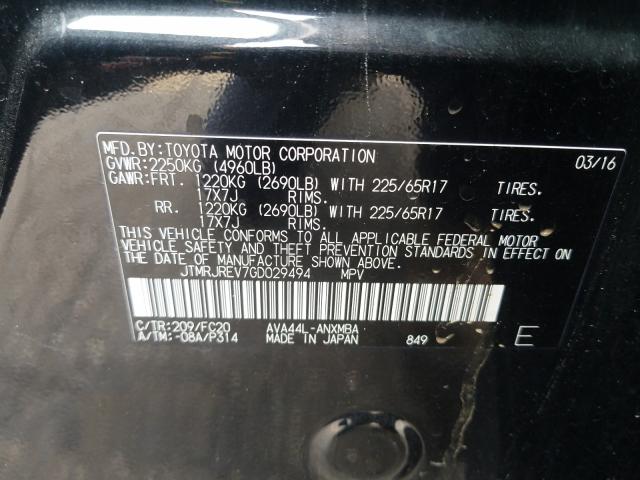 MFD.BY:TOYOTA MOTOR CORPORATION 03/16
GVWR:2250KG (4960LB)
GAWR:FRT. 1220KG (2690LB) WITH 225/65R17 TIRES.
17X7J RIMS.
RR. 1220KG (2690LB) WITH 225/65R17 TIRES.
17X7J RIMS.
THIS VEHICLE CONFORMS TO ALL APPLICABLE FEDERAL MOTOR
VEHICLE SAFETY AND THEFT PREVENTION STANDARDS IN EFFECT ON
THE DATE OF MANUFACTURE SHOWN ABOVE.
JTMRJREV7GD029494 MPV
C/TR:209/FC20 AVA44L-ANXMBA
A/TM:-08A/P314 MADE IN JAPAN 849 E